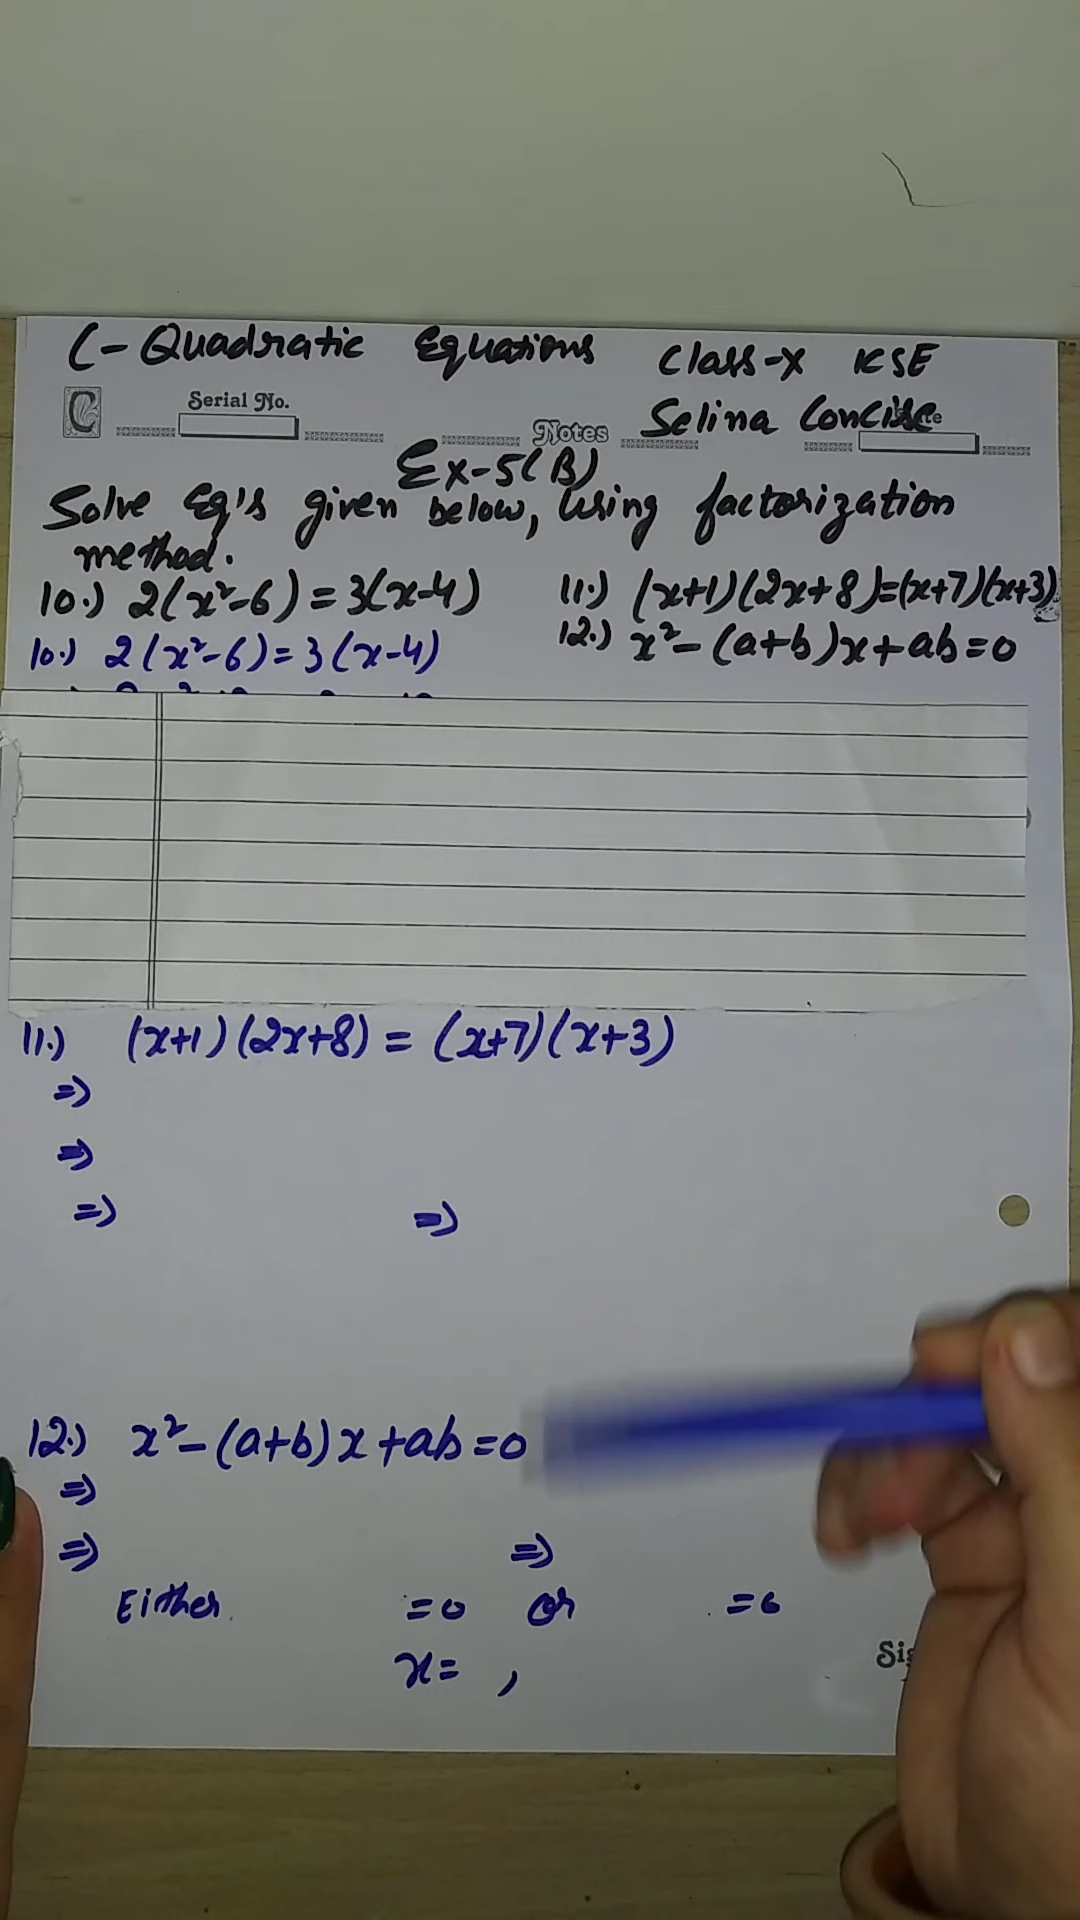 C- Quadratic Equations Class-X ICSE
Serial No.
Notes
Selina Concise
Ex-5(B)
Solve Eq's given below, using factorization
method.
10.) 2(x²-6)=3(x-4)
11.) (x+1)(2x+8)=(x+7)(x+3)
12.) x²-(a+b)x+ab=0
10.) 2(x²-6)=3(x-4)
11.) (x+1)(2x+8) = (x+7)(x+3)
=>
=>
=> =>
12.) x²-(a+b)x+ab=0
=>
=> =>
Either =0 or =0
x= ,